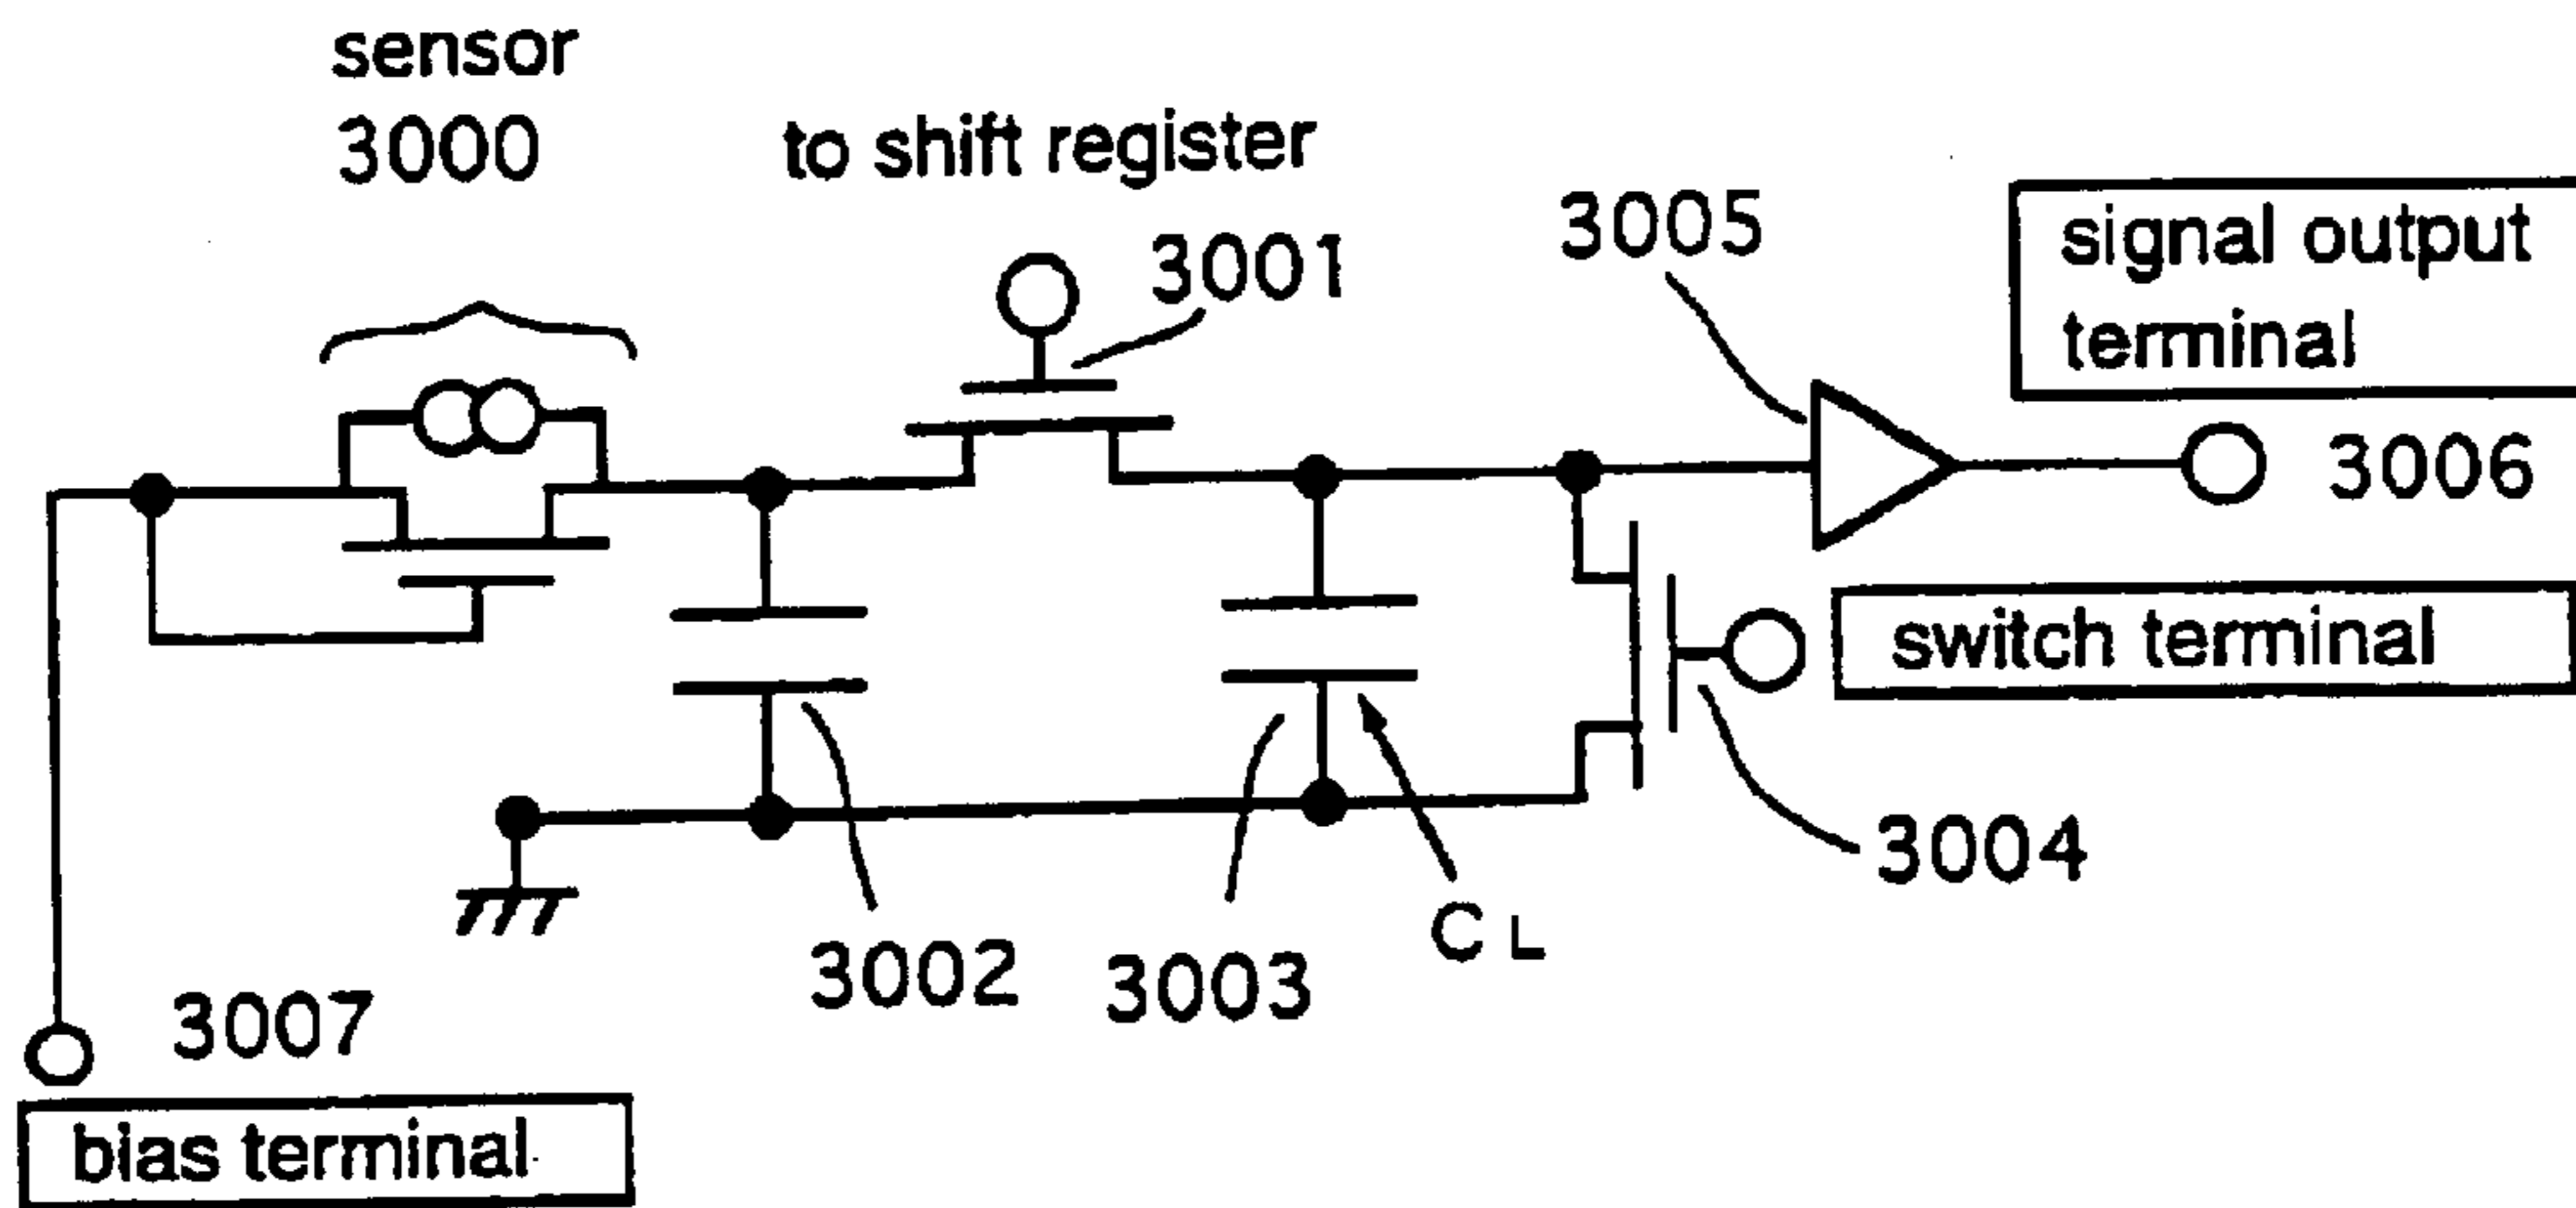 sensor
3000
to shift register
3001
3005
signal output
terminal
3006
switch terminal
3004
CL
3002
3003
3007
bias terminal